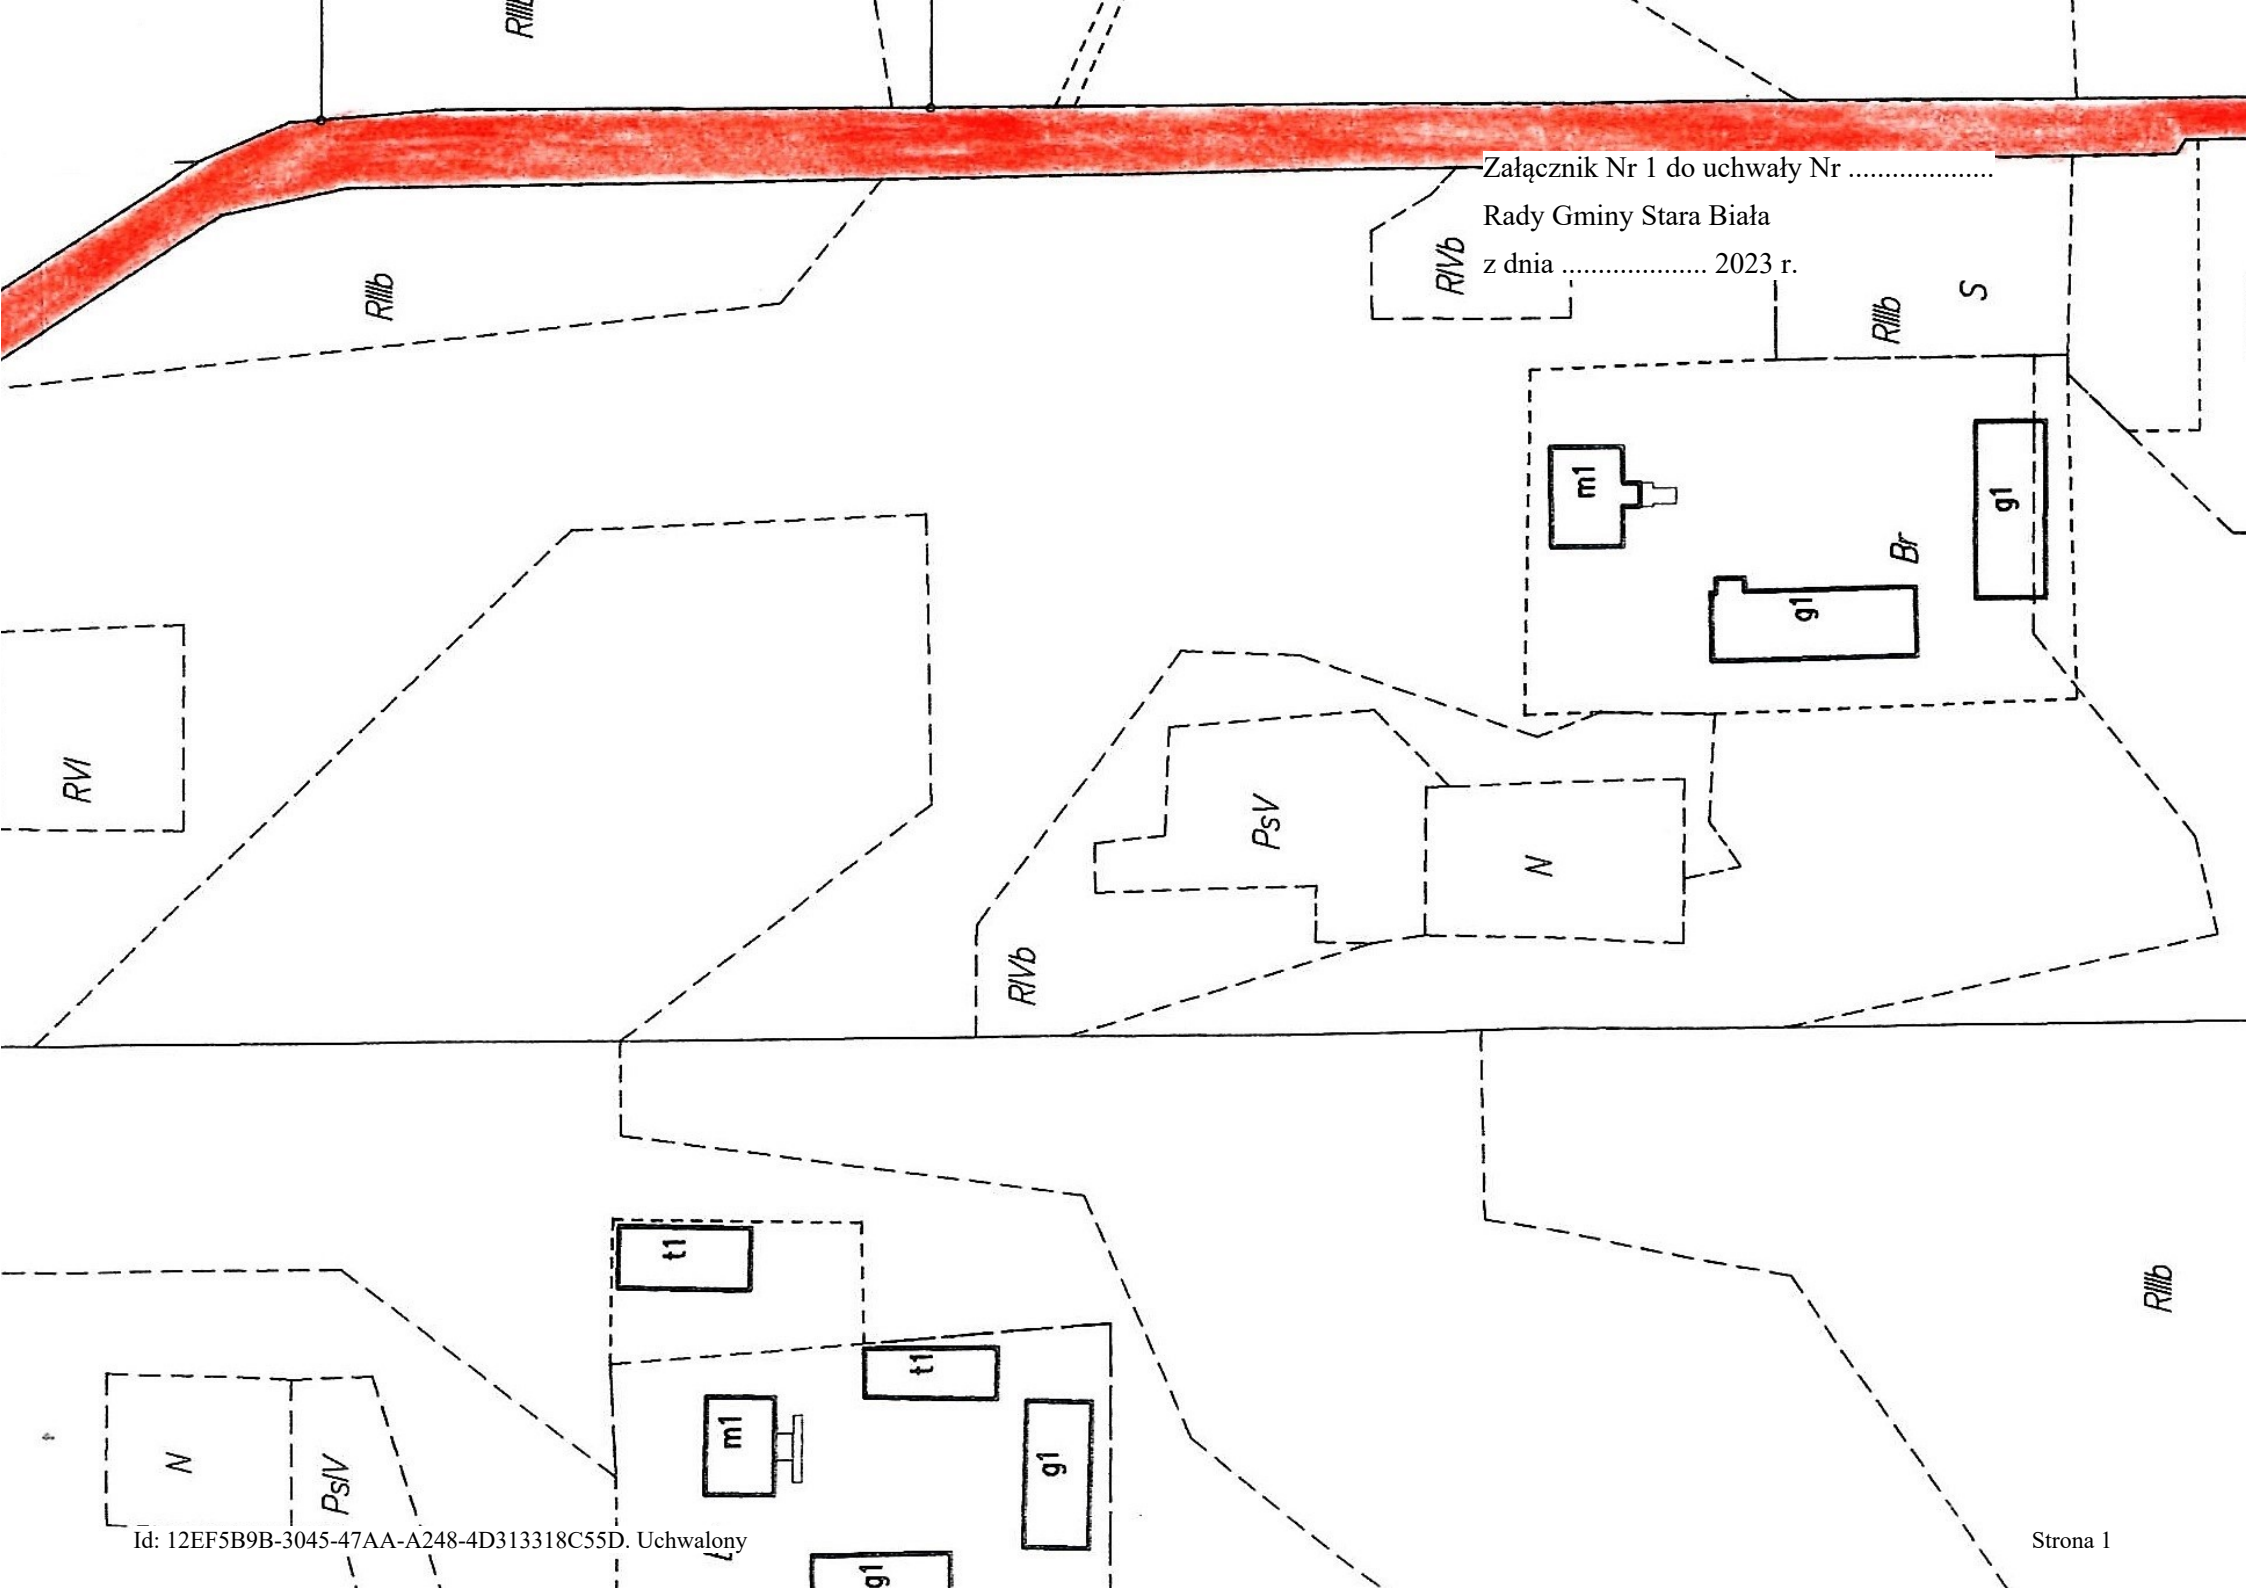 RIIIb
Załącznik Nr 1 do uchwały Nr ....................
Rady Gminy Stara Biała
z dnia .................... 2023 r.
RIIIb
RIVb
RIIIb
S
m1
g1
Br
g1
RVI
PsV
N
RIVb
t1
RIIIb
t1
m1
g1
N
PsIV
Id: 12EF5B9B-3045-47AA-A248-4D313318C55D. Uchwalony
Strona 1
g1